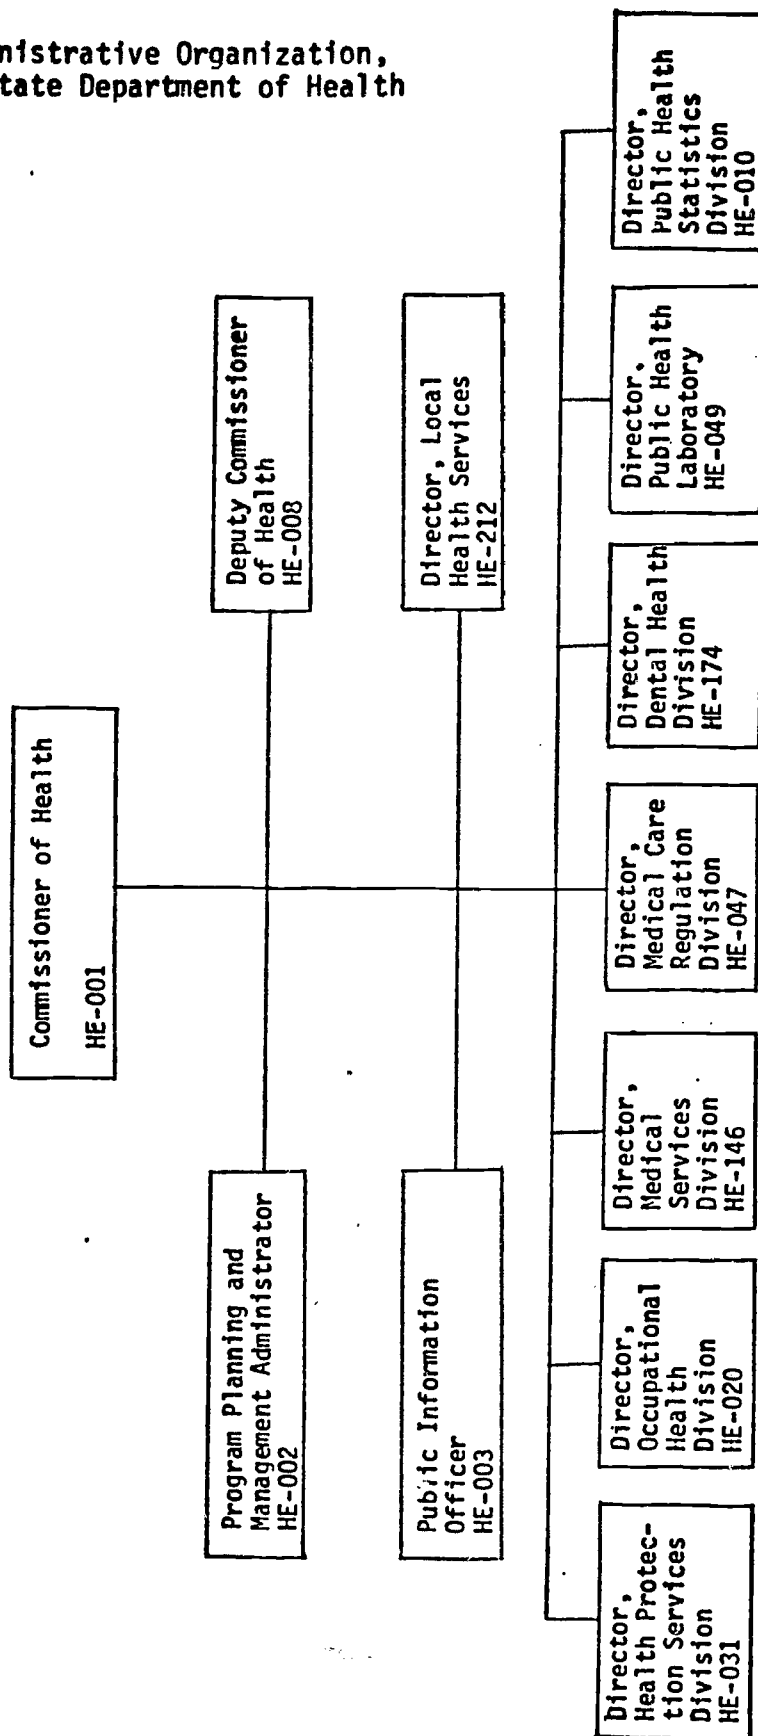 nistrative Organization,
tate Department of Health
Commissioner of Health
HE-001
Program Planning and
Management Administrator
HE-002
Deputy Commissioner
of Health
HE-008
Public Information
Officer
HE-003
Director, Local
Health Services
HE-212
Director,
Health Protec-
tion Services
Division
HE-031
Director,
Occupational
Health
Division
HE-020
Director,
Medical
Services
Division
HE-146
Director,
Medical Care
Regulation
Division
HE-047
Director,
Dental Health
Division
HE-174
Director,
Public Health
Laboratory
HE-049
Director,
Public Health
Statistics
Division
HE-010